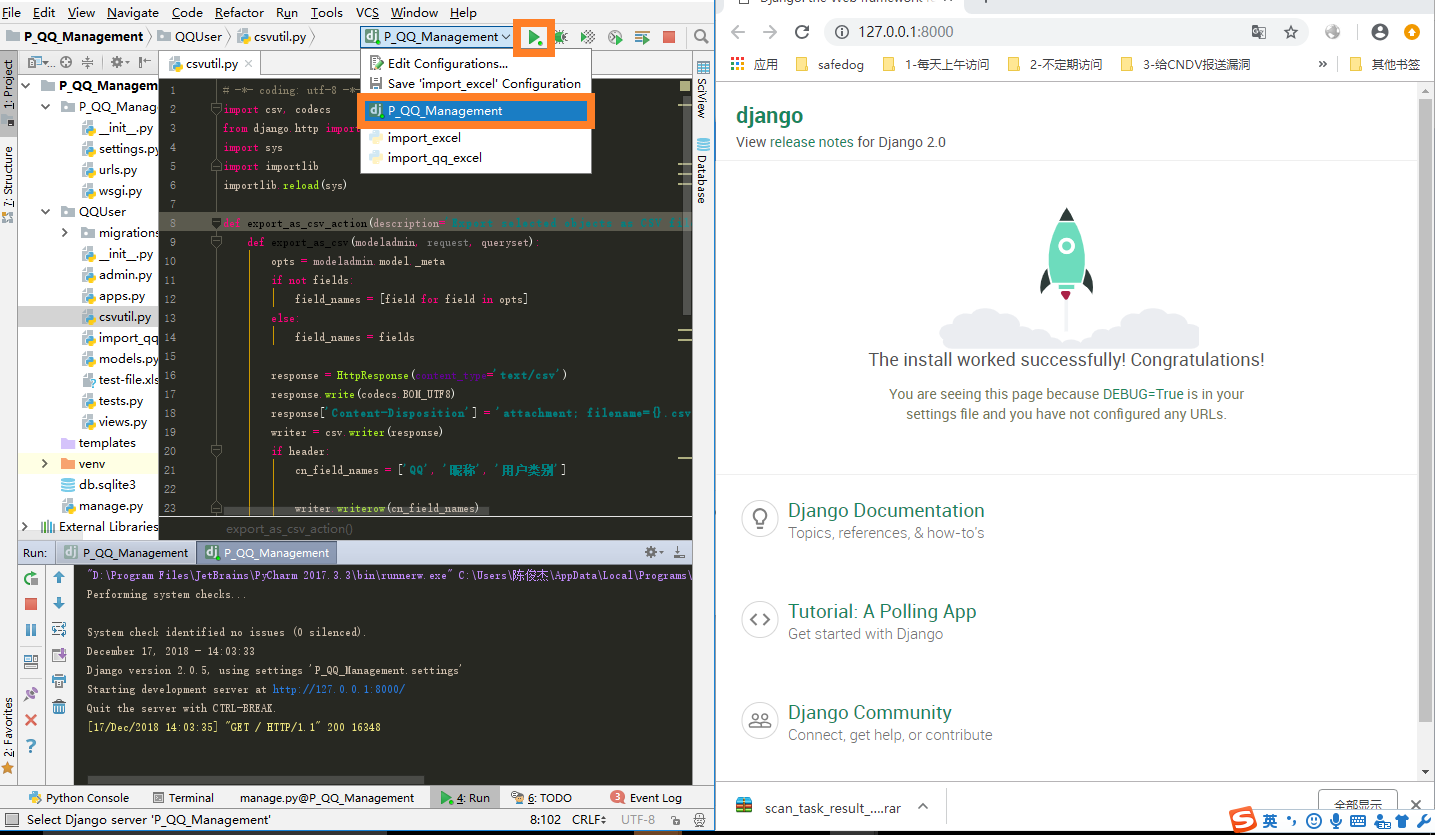 File Edit View Navigate Code Refactor Run Tools VCS Window Help
P_QQ_Management QQUser csvutil.py P_QQ_Management
Edit Configurations...
Save 'import_excel' Configuration
P_QQ_Management
import_excel
import_qq_excel
1: Project
7: Structure
2: Favorites
SciView
Database
P_QQ_Managem
P_QQ_Manag
__init__.py
settings.py
urls.py
wsgi.py
QQUser
migrations
__init__.py
admin.py
apps.py
csvutil.py
import_qq
models.py
test-file.xls
tests.py
views.py
templates
venv
db.sqlite3
manage.py
External Libraries
csvutil.py
1 # -*- coding: utf-8 -*-
2 import csv, codecs
3 from django.http impor
4 import sys
5 import importlib
6 importlib.reload(sys)
7
8 def export_as_csv_action(description
9 def export_as_csv(modeladmin, request, queryset):
10 opts = modeladmin.model._meta
11 if not fields:
12 field_names = [field for field in opts]
13 else:
14 field_names = fields
15
16 response = HttpResponse(content_type='text/csv')
17 response.write(codecs.BOM_UTF8)
18 response['Content-Disposition'] = 'attachment; filename={}.csv
19 writer = csv.writer(response)
20 if header:
21 cn_field_names = ['QQ', '昵称', '用户类别']
22
23 writer.writerow(cn_field_names)
export_as_csv_action()
Run: P_QQ_Management P_QQ_Management
"D:\Program Files\JetBrains\PyCharm 2017.3.3\bin\runnerw.exe" C:\Users\陈俊杰\AppData\Local\Programs\
Performing system checks...
System check identified no issues (0 silenced).
December 17, 2018 - 14:03:33
Django version 2.0.5, using settings 'P_QQ_Management.settings'
Starting development server at http://127.0.0.1:8000/
Quit the server with CTRL-BREAK.
[17/Dec/2018 14:03:35] "GET / HTTP/1.1" 200 16348
Python Console Terminal manage.py@P_QQ_Management 4: Run 6: TODO 3 Event Log
Select Django server 'P_QQ_Management' 8:102 CRLF UTF-8
127.0.0.1:8000
应用 safedog 1-每天上午访问 2-不定期访问 3-给CNDV报送漏洞 » 其他书签
django
View release notes for Django 2.0
The install worked successfully! Congratulations!
You are seeing this page because DEBUG=True is in your
settings file and you have not configured any URLs.
Django Documentation
Topics, references, & how-to's
Tutorial: A Polling App
Get started with Django
Django Community
Connect, get help, or contribute
scan_task_result_....rar
全部显示
英